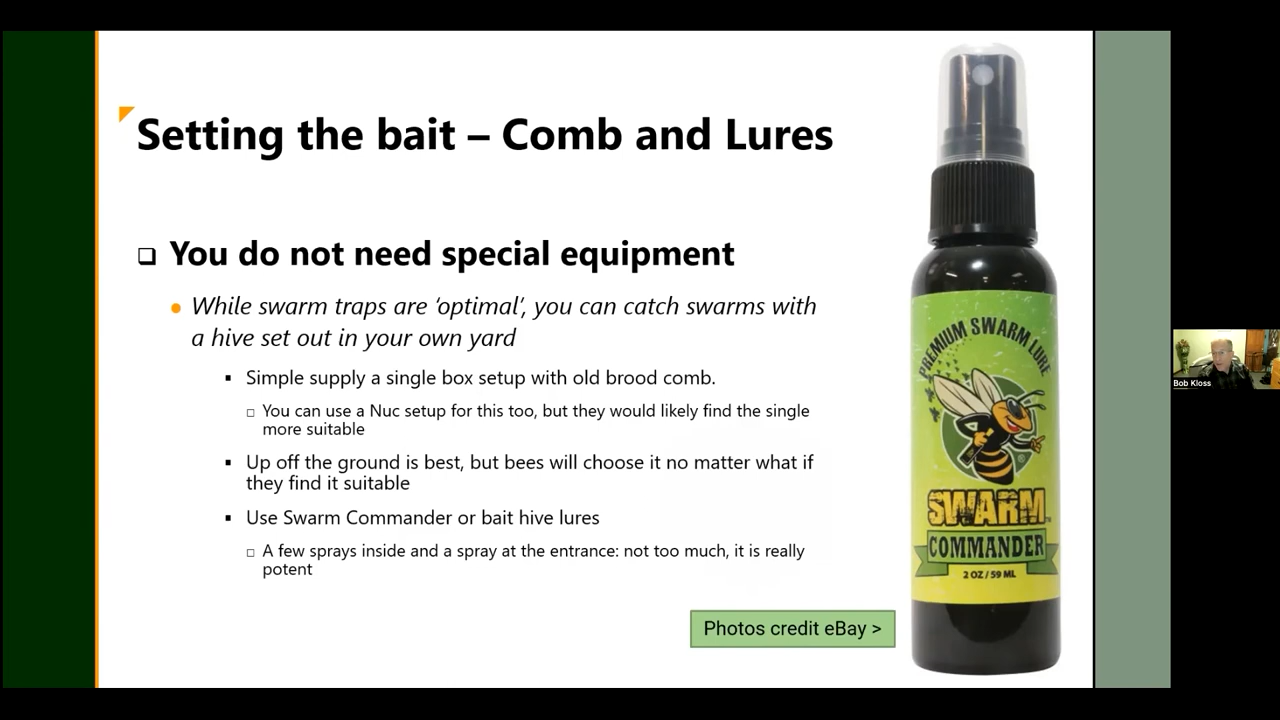 Setting the bait – Comb and Lures
❑ You do not need special equipment
• While swarm traps are ‘optimal’, you can catch swarms with
a hive set out in your own yard
▪ Simple supply a single box setup with old brood comb.
□ You can use a Nuc setup for this too, but they would likely find the single
more suitable
▪ Up off the ground is best, but bees will choose it no matter what if
they find it suitable
▪ Use Swarm Commander or bait hive lures
□ A few sprays inside and a spray at the entrance: not too much, it is really
potent
Photos credit eBay >
PREMIUM SWARM LURE
SWARM™
COMMANDER
2 OZ / 59 ML
Bob Kloss